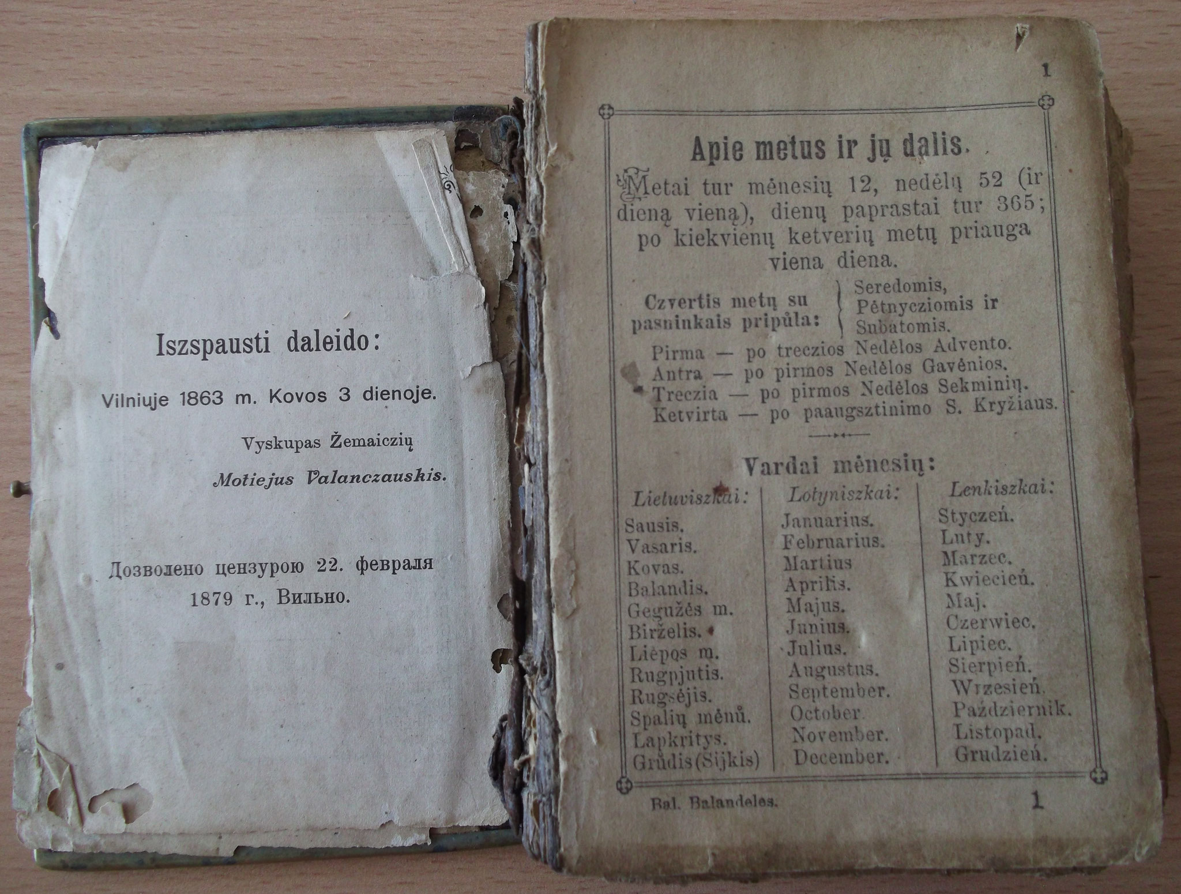 Iszspausti daleido:
Vilniuje 1863 m. Kovos 3 dienoje.
Vyskupas Žemaiczių
Motiejus Valanczauskis.
Дозволено цензурою 22. февраля
1879 г., Вильно.
1
Apie metus ir jų dalis.
Metai tur mėnesių 12, nedėlų 52 (ir
dieną vieną), dienų paprastai tur 365;
po kiekvienų ketverių metų priauga
viena diena.
Czvertis metų su
pasninkais pripůla:
Seredomis,
Pėtnycziomis ir
Subatomis.
Pirma — po treczios Nedėlos Advento.
Antra — po pirmos Nedėlos Gavėnios.
Treczia — po pirmos Nedėlos Sekminių.
Ketvirta — po paaugsztinimo S. Kryžiaus.
Vardai mėnesių:
Lietuviszkai: Lotyniszkai: Lenkiszkai:
Sausis. Januarius. Styczeń.
Vasaris. Februarius. Luty.
Kovas. Martius Marzec.
Balandis. Aprilis. Kwiecień.
Gegužės m. Majus. Maj.
Birželis. Junius. Czerwiec.
Liėpos m. Julius. Lipiec.
Rugpjutis. Augustus. Sierpień.
Rugsėjis. September. Wrzesień.
Spalių mėnů. October. Październik.
Lapkritys. November. Listopad.
Grůdis (Sijkis) December. Grudzień.
Bal. Balandeles. 1